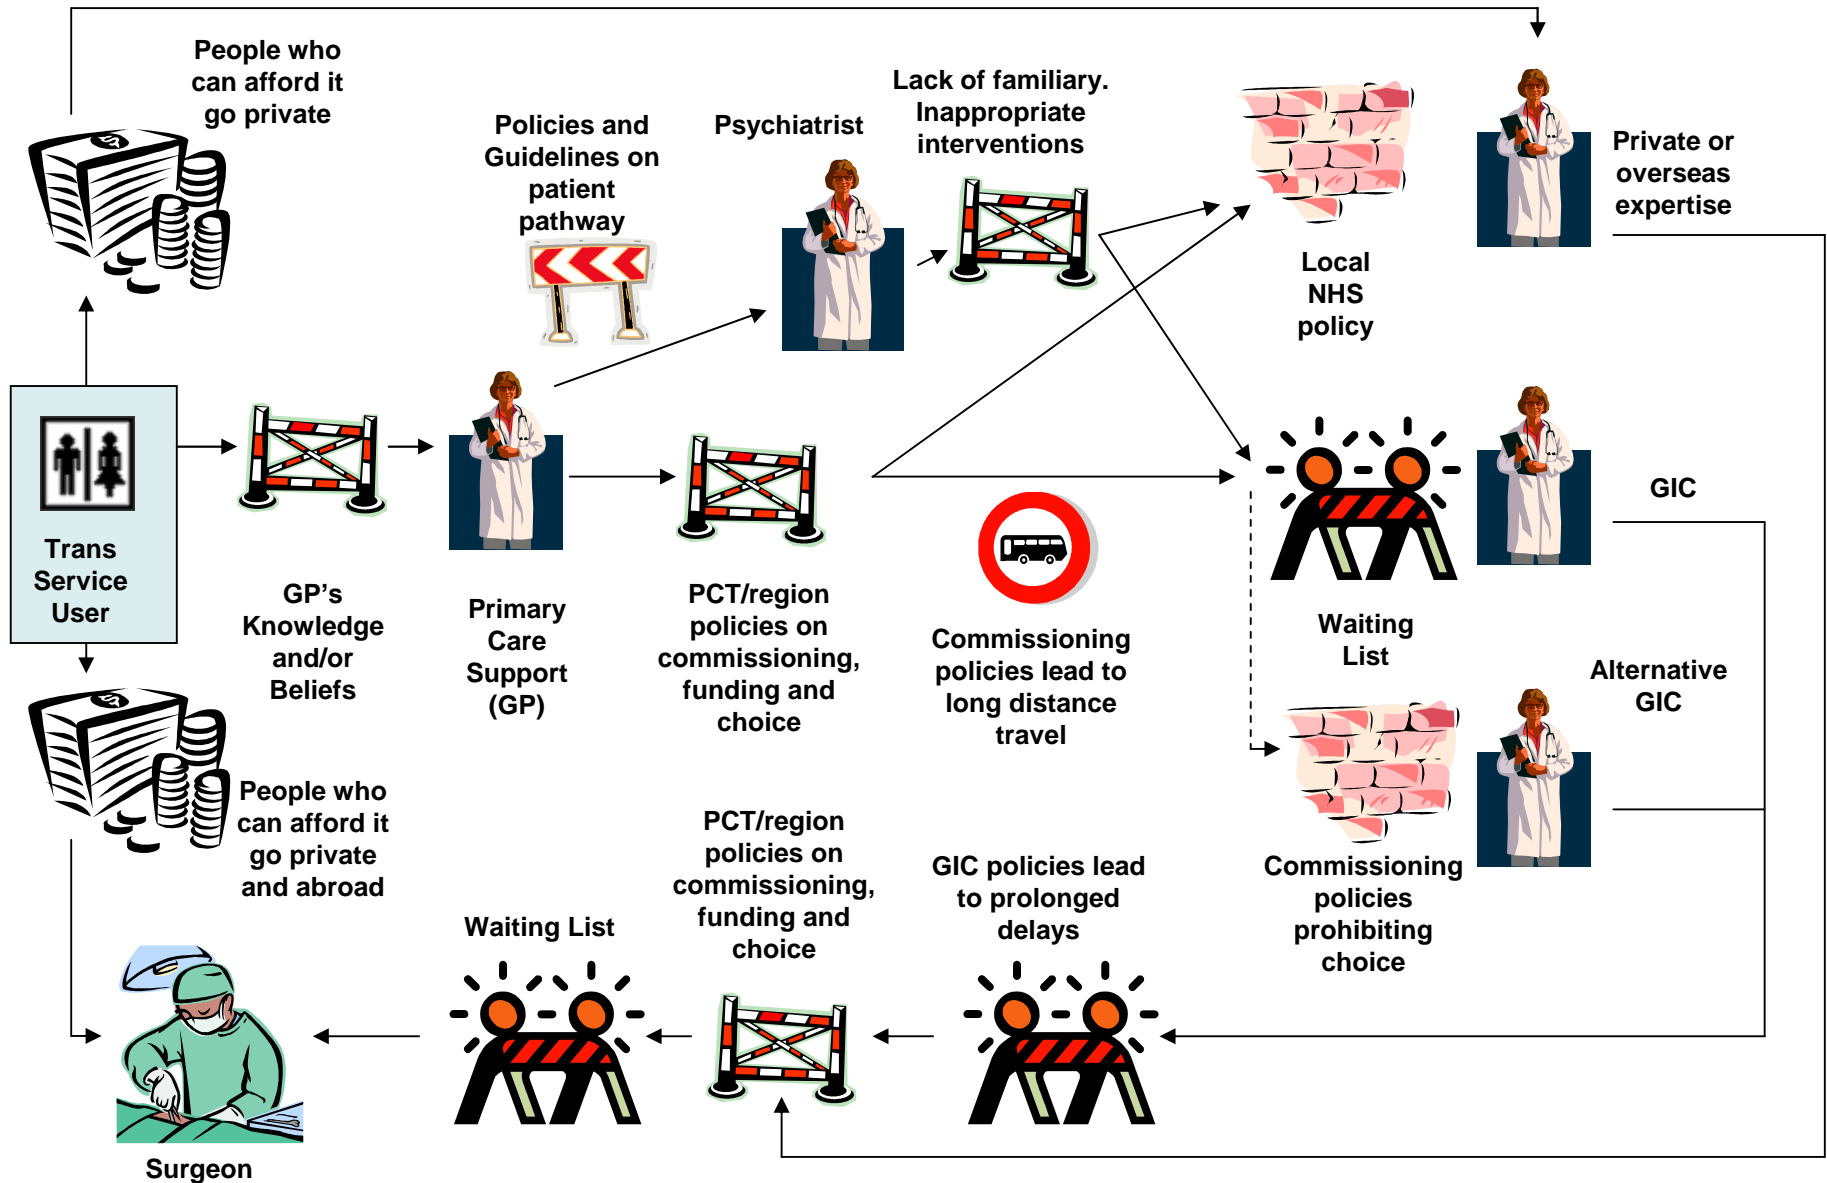 People who
can afford it
go private
Policies and
Guidelines on
patient
pathway
Psychiatrist
Lack of familiary.
Inappropriate
interventions
Local
NHS
policy
Private or
overseas
expertise
Trans
Service
User
GP’s
Knowledge
and/or
Beliefs
Primary
Care
Support
(GP)
PCT/region
policies on
commissioning,
funding and
choice
Commissioning
policies lead to
long distance
travel
Waiting
List
GIC
Alternative
GIC
People who
can afford it
go private
and abroad
Waiting List
PCT/region
policies on
commissioning,
funding and
choice
GIC policies lead
to prolonged
delays
Commissioning
policies
prohibiting
choice
Surgeon